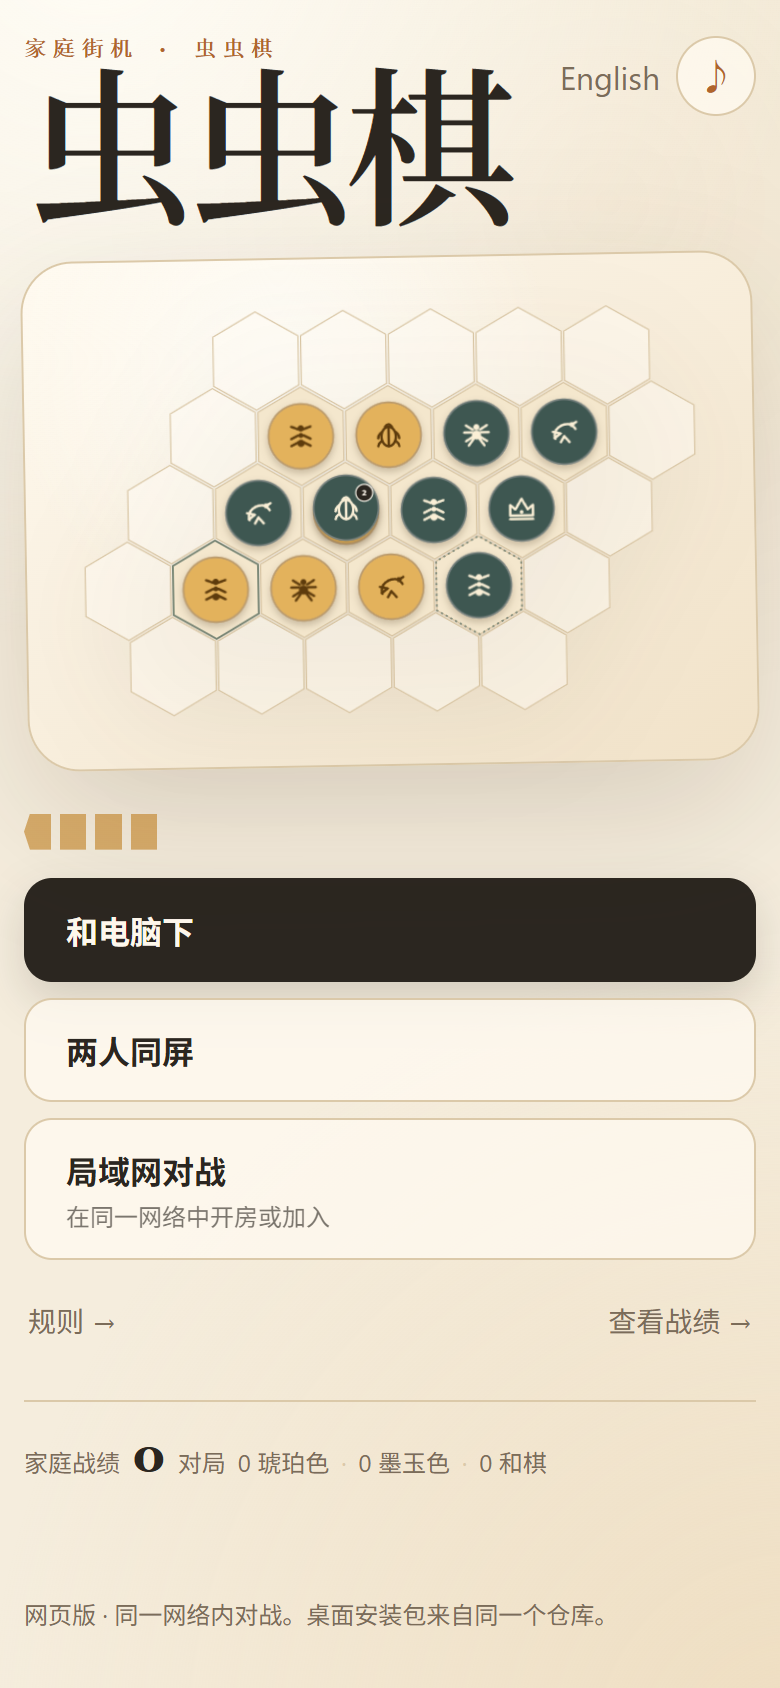 家庭街机 · 虫虫棋
English
虫虫棋
2
和电脑下
两人同屏
局域网对战
在同一网络中开房或加入
规则 →
查看战绩 →
家庭战绩 0 对局 0 琥珀色 · 0 墨玉色 · 0 和棋
网页版 · 同一网络内对战。桌面安装包来自同一个仓库。